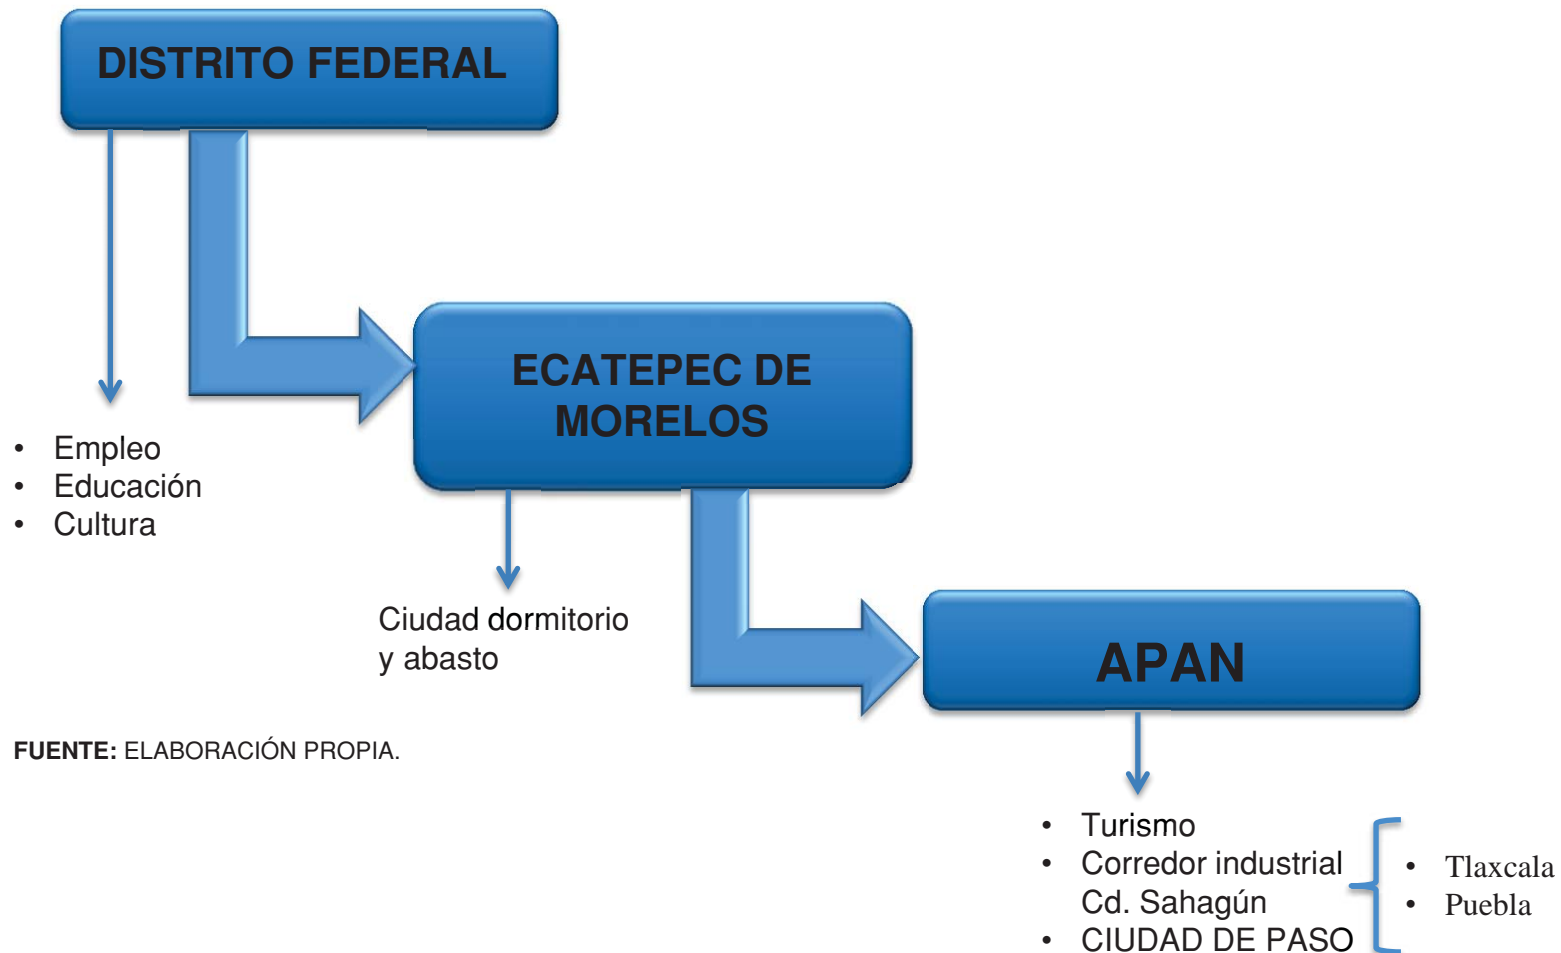 DISTRITO FEDERAL
• Empleo
• Educación
• Cultura
ECATEPEC DE
MORELOS
Ciudad dormitorio
y abasto
APAN
FUENTE: ELABORACIÓN PROPIA.
• Turismo
• Corredor industrial
Cd. Sahagún
• CIUDAD DE PASO
• Tlaxcala
• Puebla